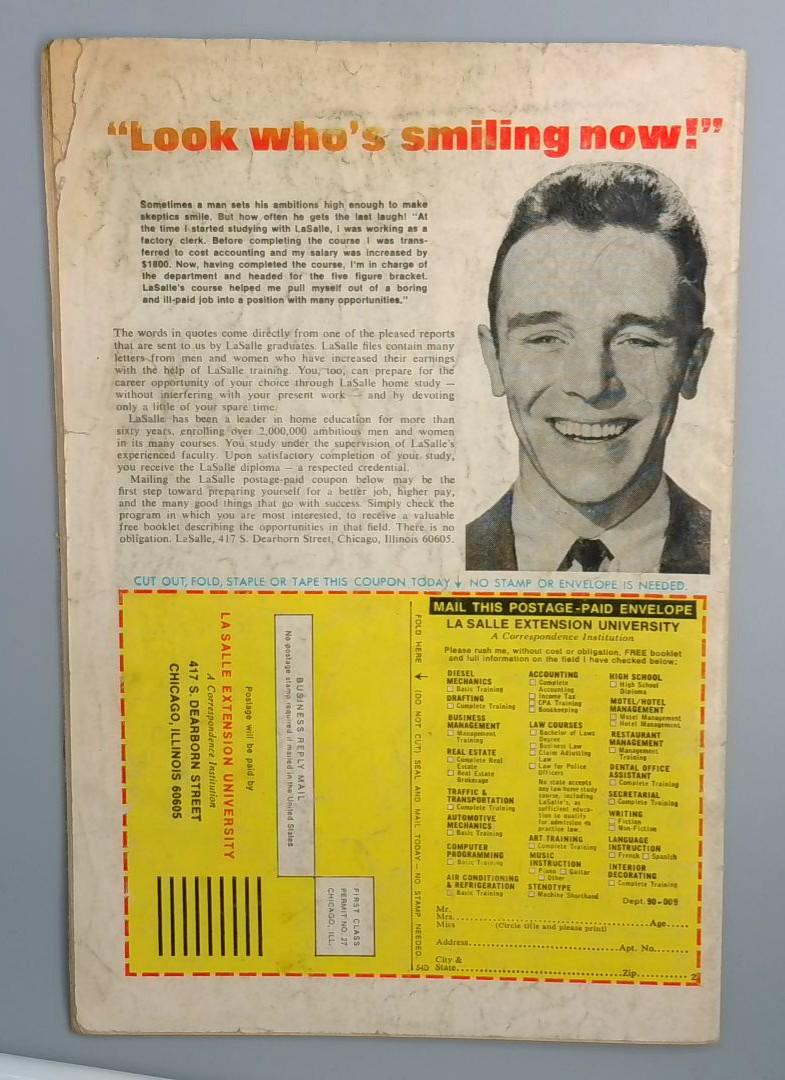 “Look who's smiling now!”
Sometimes a man sets his ambitions high enough to make
skeptics smile. But how often he gets the last laugh! “At
the time I started studying with LaSalle, I was working as a
factory clerk. Before completing the course I was trans-
ferred to cost accounting and my salary was increased by
$1800. Now, having completed the course, I'm in charge of
the department and headed for the five figure bracket.
LaSalle's course helped me pull myself out of a boring
and ill-paid job into a position with many opportunities.”
The words in quotes come directly from one of the pleased reports
that are sent to us by LaSalle graduates. LaSalle files contain many
letters from men and women who have increased their earnings
with the help of LaSalle training. You, too, can prepare for the
career opportunity of your choice through LaSalle home study —
without interfering with your present work — and by devoting
only a little of your spare time.
LaSalle has been a leader in home education for more than
sixty years, enrolling over 2,000,000 ambitious men and women
in its many courses. You study under the supervision of LaSalle's
experienced faculty. Upon satisfactory completion of your study,
you receive the LaSalle diploma — a respected credential.
Mailing the LaSalle postage-paid coupon below may be the
first step toward preparing yourself for a better job, higher pay,
and the many good things that go with success. Simply check the
program in which you are most interested, to receive a valuable
free booklet describing the opportunities in that field. There is no
obligation. LaSalle, 417 S. Dearborn Street, Chicago, Illinois 60605.
CUT OUT, FOLD, STAPLE OR TAPE THIS COUPON TODAY NO STAMP OR ENVELOPE IS NEEDED.
FIRST CLASS
PERMIT NO. 27
CHICAGO, ILL.
BUSINESS REPLY MAIL
No postage stamp required if mailed in the United States
Postage will be paid by
LA SALLE EXTENSION UNIVERSITY
A Correspondence Institution
417 S. DEARBORN STREET
CHICAGO, ILLINOIS 60605
FOLD HERE (DO NOT CUT) SEAL AND MAIL TODAY— NO STAMP NEEDED.
540
MAIL THIS POSTAGE-PAID ENVELOPE
LA SALLE EXTENSION UNIVERSITY
A Correspondence Institution
Please rush me, without cost or obligation, FREE booklet
and full information on the field I have checked below:
DIESEL
MECHANICS
Basic Training
DRAFTING
Complete Training
BUSINESS
MANAGEMENT
Management
Training
REAL ESTATE
Complete Real
Estate
Real Estate
Brokerage
TRAFFIC &
TRANSPORTATION
Complete Training
AUTOMOTIVE
MECHANICS
Basic Training
COMPUTER
PROGRAMMING
Basic Training
AIR CONDITIONING
& REFRIGERATION
Basic Training
ACCOUNTING
Complete
Accounting
Income Tax
CPA Training
Bookkeeping
LAW COURSES
Bachelor of Laws
Degree
Business Law
Claim Adjusting
Law
Law for Police
Officers
No state accepts
any law home study
course, including
LaSalle's, as
sufficient educa-
tion to qualify
for admission to
practice law.
ART TRAINING
Complete Training
MUSIC
INSTRUCTION
Piano Guitar
Other
STENOTYPE
Machine Shorthand
HIGH SCHOOL
High School
Diploma
MOTEL/HOTEL
MANAGEMENT
Motel Management
Hotel Management
RESTAURANT
MANAGEMENT
Management
Training
DENTAL OFFICE
ASSISTANT
Complete Training
SECRETARIAL
Complete Training
WRITING
Fiction
Non-Fiction
LANGUAGE
INSTRUCTION
French Spanish
INTERIOR
DECORATING
Complete Training
Dept. 90-009
Mr.
Mrs.
Miss
Age
(Circle title and please print)
Address Apt. No.
City &
State Zip
2